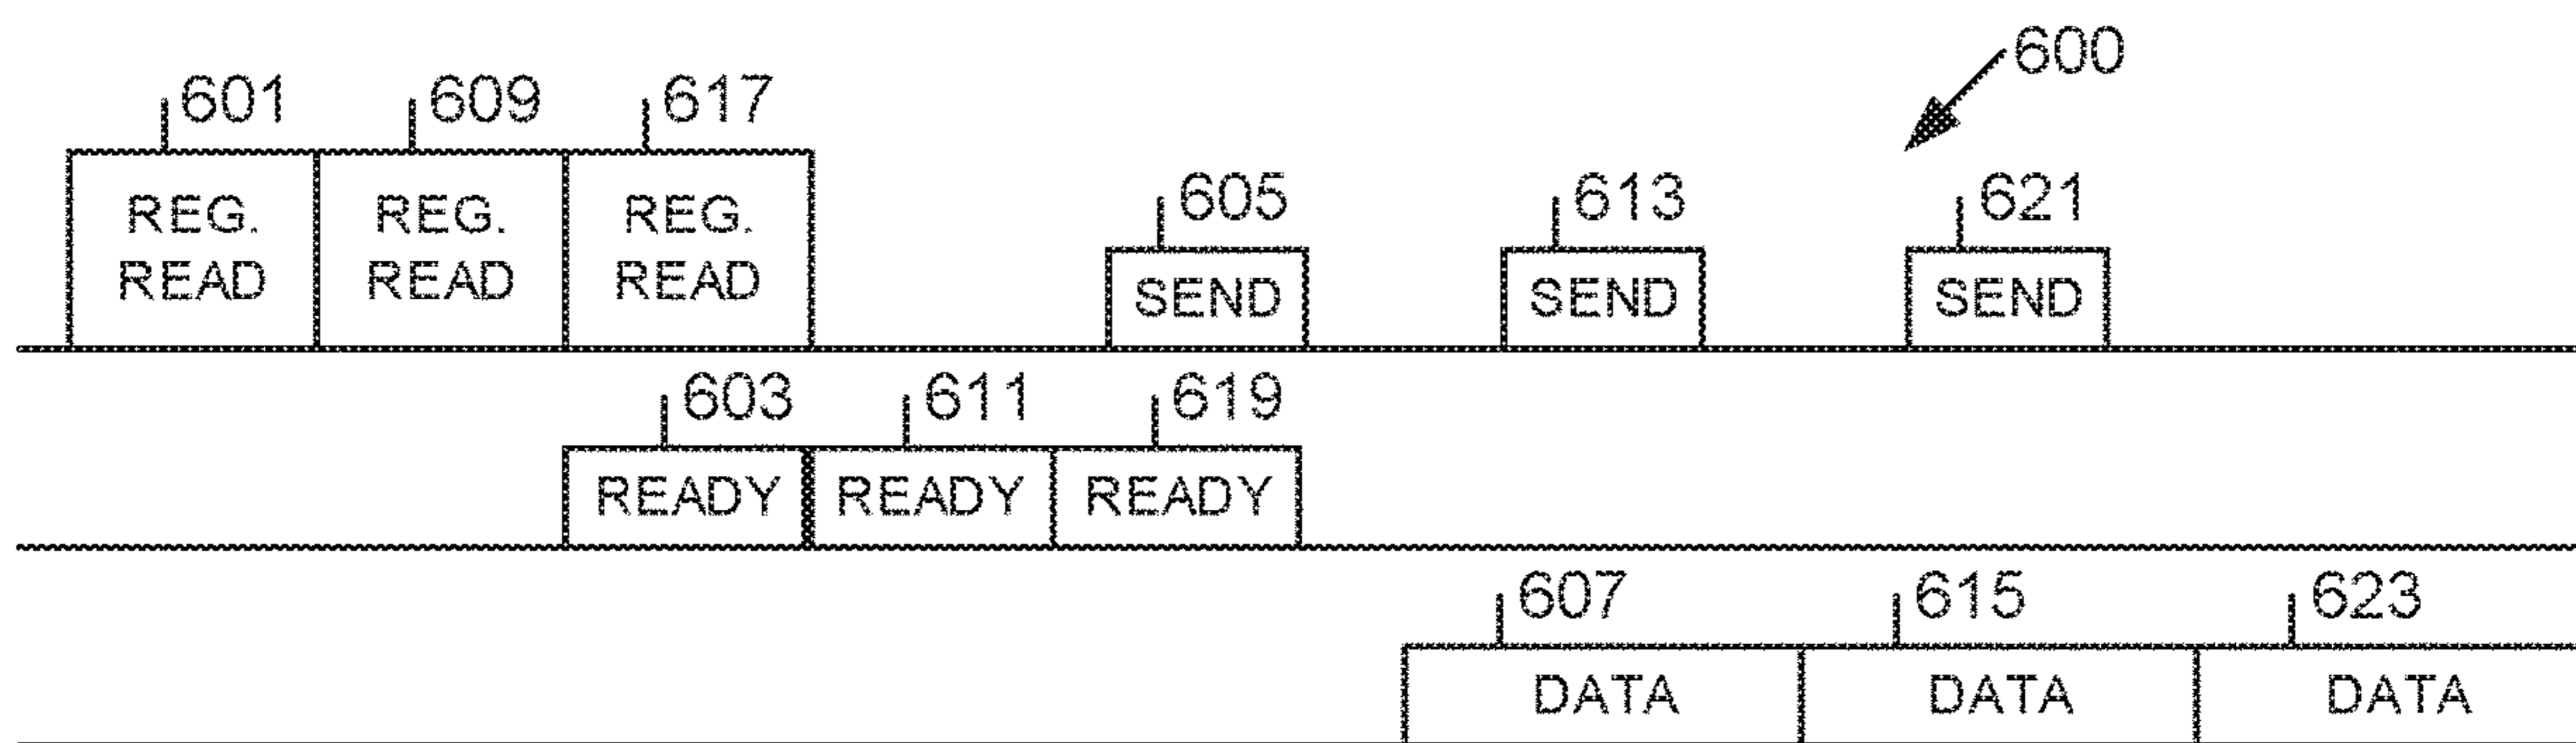 600
601 609 617
REG. READ REG. READ REG. READ
605 613 621
SEND SEND SEND
603 611 619
READY READY READY
607 615 623
DATA DATA DATA